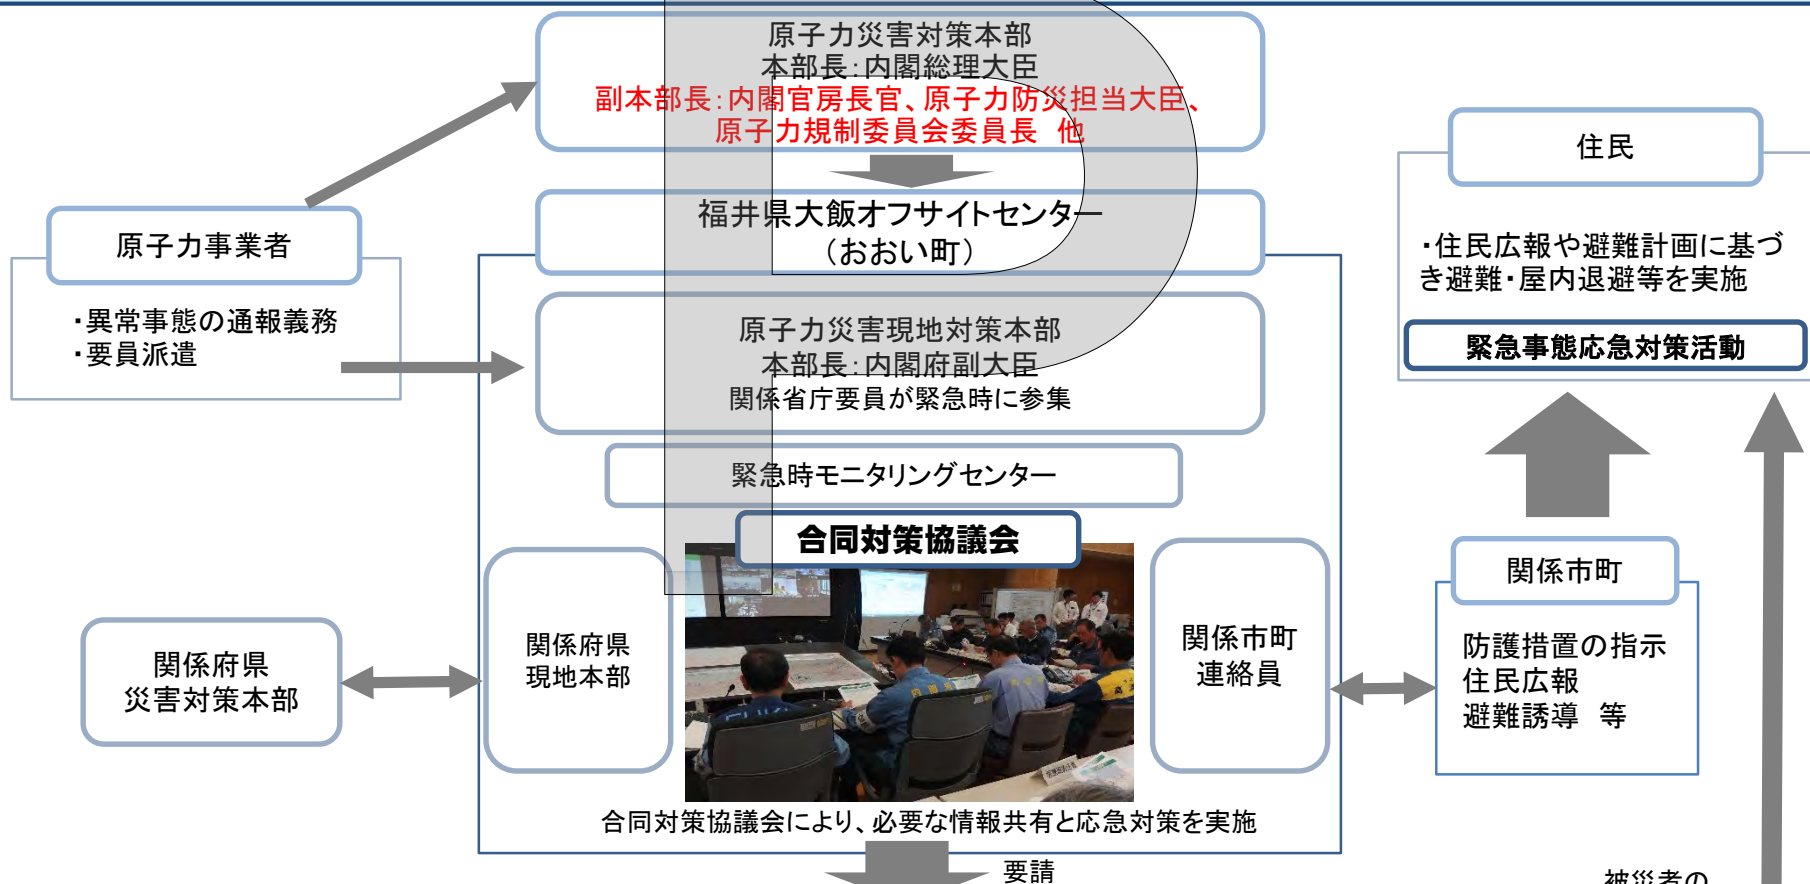 原子力災害対策本部
本部長：内閣総理大臣
副本部長：内閣官房長官、原子力防災担当大臣、
原子力規制委員会委員長　他
福井県大飯オフサイトセンター
（おおい町）
原子力事業者
・異常事態の通報義務
・要員派遣
原子力災害現地対策本部
本部長：内閣府副大臣
関係省庁要員が緊急時に参集
緊急時モニタリングセンター
合同対策協議会
関係府県
災害対策本部
関係府県
現地本部
関係市町
連絡員
合同対策協議会により、必要な情報共有と応急対策を実施
要請
住民
・住民広報や避難計画に基づ
き避難・屋内退避等を実施
緊急事態応急対策活動
関係市町
防護措置の指示
住民広報
避難誘導　等
被災者の